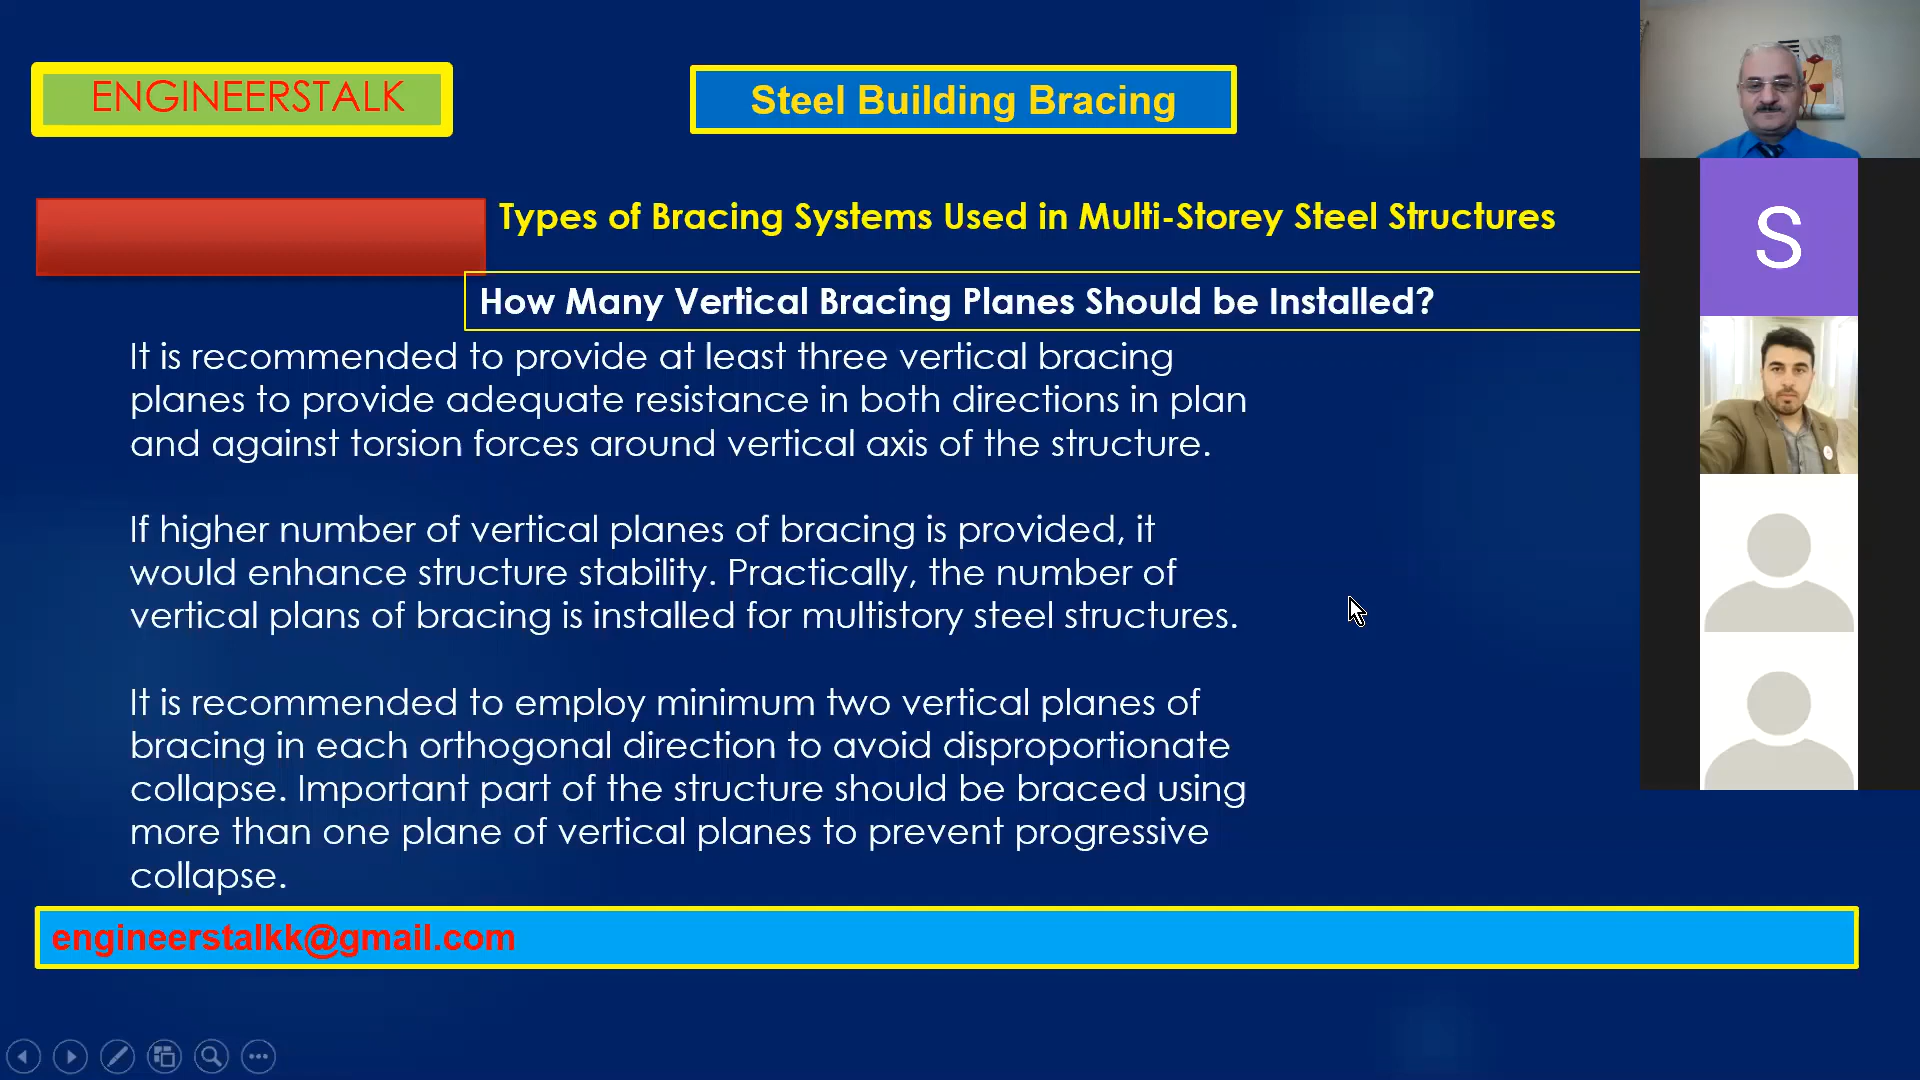 ENGINEERSTALK
Steel Building Bracing
Types of Bracing Systems Used in Multi-Storey Steel Structures
How Many Vertical Bracing Planes Should be Installed?
It is recommended to provide at least three vertical bracing
planes to provide adequate resistance in both directions in plan
and against torsion forces around vertical axis of the structure.
If higher number of vertical planes of bracing is provided, it
would enhance structure stability. Practically, the number of
vertical plans of bracing is installed for multistory steel structures.
It is recommended to employ minimum two vertical planes of
bracing in each orthogonal direction to avoid disproportionate
collapse. Important part of the structure should be braced using
more than one plane of vertical planes to prevent progressive
collapse.
engineerstalkk@gmail.com
S